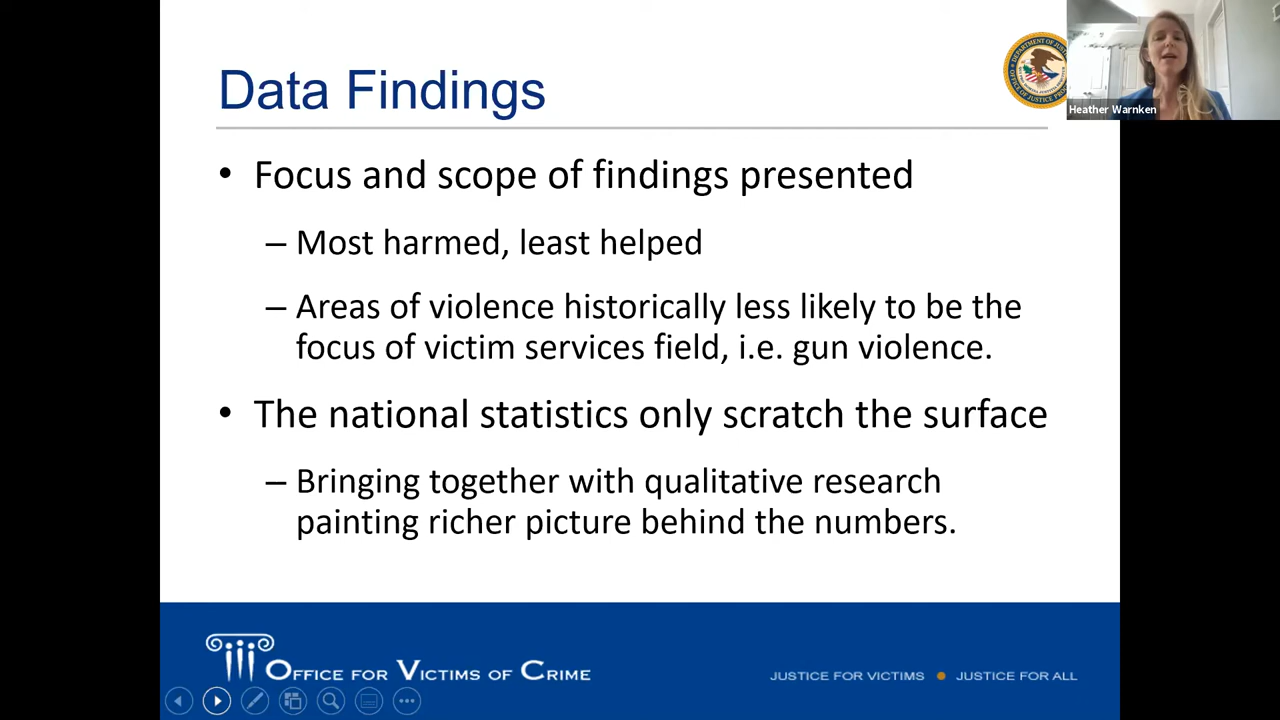 Data Findings
Heather Warnken
• Focus and scope of findings presented
– Most harmed, least helped
– Areas of violence historically less likely to be the
focus of victim services field, i.e. gun violence.
• The national statistics only scratch the surface
– Bringing together with qualitative research
painting richer picture behind the numbers.
OFFICE FOR VICTIMS OF CRIME
JUSTICE FOR VICTIMS • JUSTICE FOR ALL